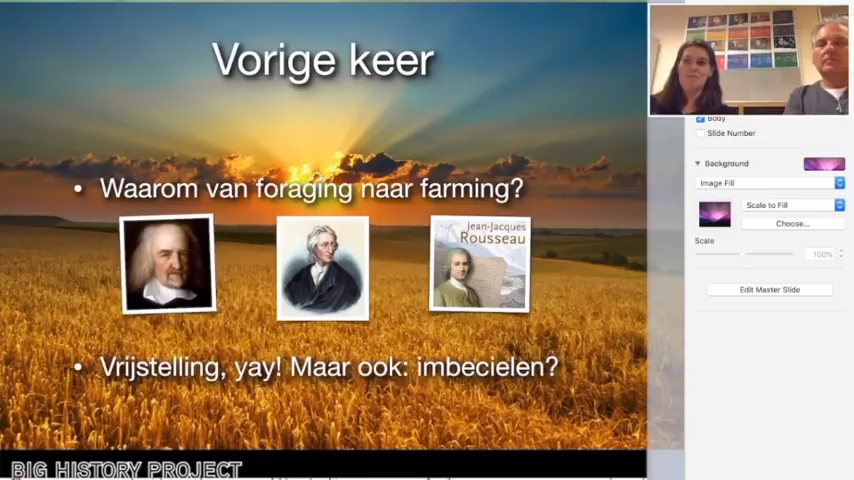 Vorige keer
• Waarom van foraging naar farming?
Jean-Jacques
Rousseau
• Vrijstelling, yay! Maar ook: imbecielen?
BIG HISTORY PROJECT
Body
Slide Number
Background
Image Fill
Scale to Fill
Choose...
Scale
100%
Edit Master Slide